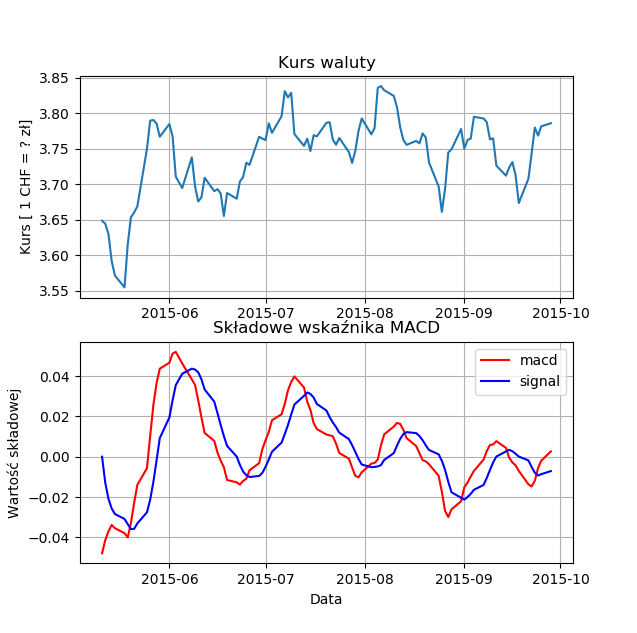 Kurs waluty
Kurs [ 1 CHF = ? zł]
3.85
3.80
3.75
3.70
3.65
3.60
3.55
2015-06 2015-07 2015-08 2015-09 2015-10
Składowe wskaźnika MACD
Wartość składowej
0.04
0.02
0.00
−0.02
−0.04
macd
signal
2015-06 2015-07 2015-08 2015-09 2015-10
Data